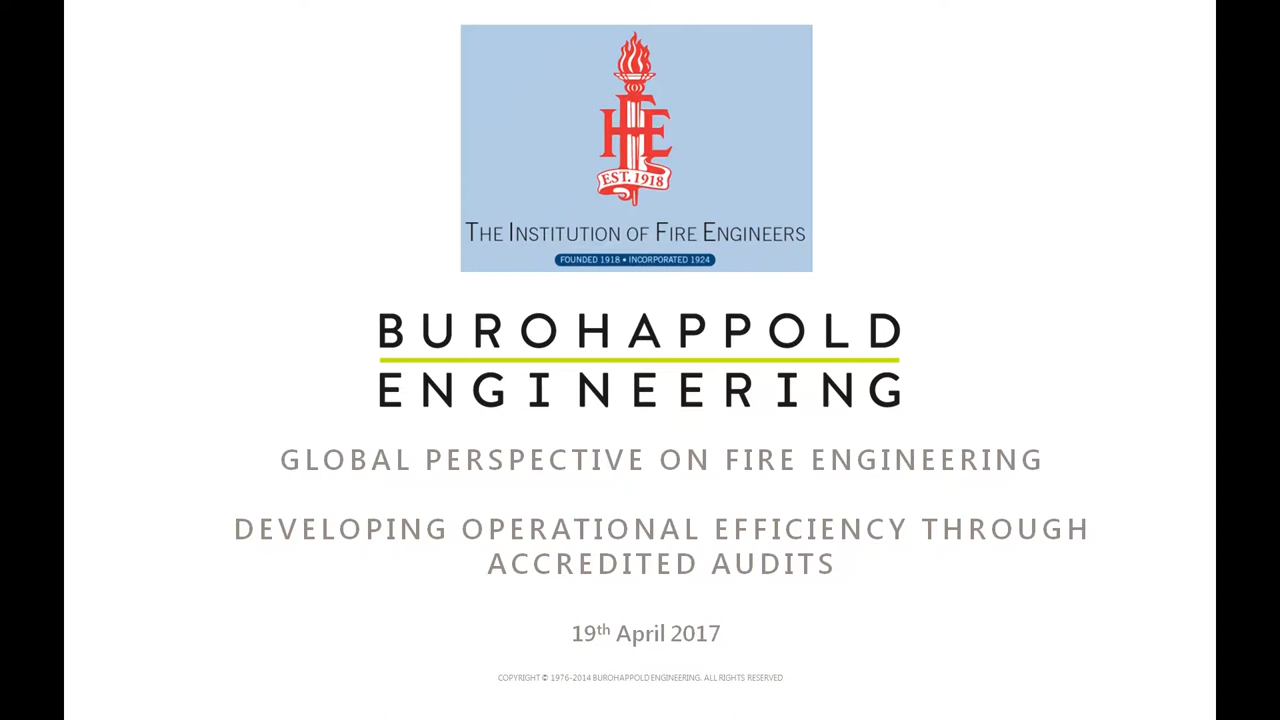 IFE
EST. 1918
THE INSTITUTION OF FIRE ENGINEERS
FOUNDED 1918 • INCORPORATED 1924
BUROHAPPOLD
ENGINEERING
GLOBAL PERSPECTIVE ON FIRE ENGINEERING
DEVELOPING OPERATIONAL EFFICIENCY THROUGH
ACCREDITED AUDITS
19th April 2017
COPYRIGHT © 1976-2014 BUROHAPPOLD ENGINEERING. ALL RIGHTS RESERVED